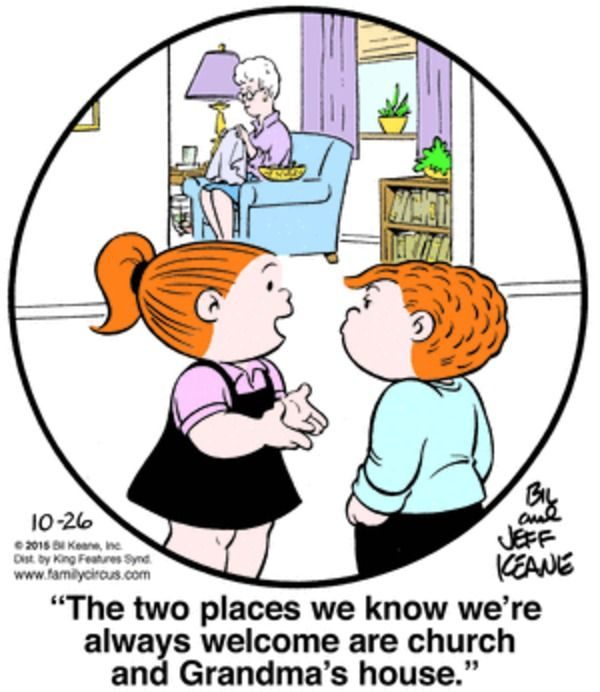 10-26
© 2015 Bil Keane, Inc.
Dist. by King Features Synd.
www.familycircus.com
BIL
and
JEFF
KEANE
“The two places we know we’re
always welcome are church
and Grandma’s house.”